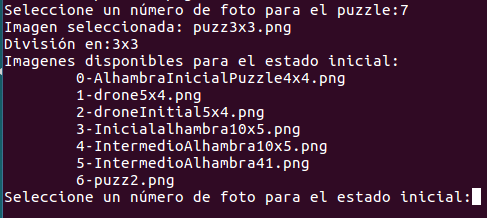 Seleccione un número de foto para el puzzle:7
Imagen seleccionada: puzz3x3.png
División en:3x3
Imagenes disponibles para el estado inicial:
0-AlhambraInicialPuzzle4x4.png
1-drone5x4.png
2-droneInitial5x4.png
3-Inicialalhambra10x5.png
4-IntermedioAlhambra10x5.png
5-IntermedioAlhambra41.png
6-puzz2.png
Seleccione un número de foto para el estado inicial: